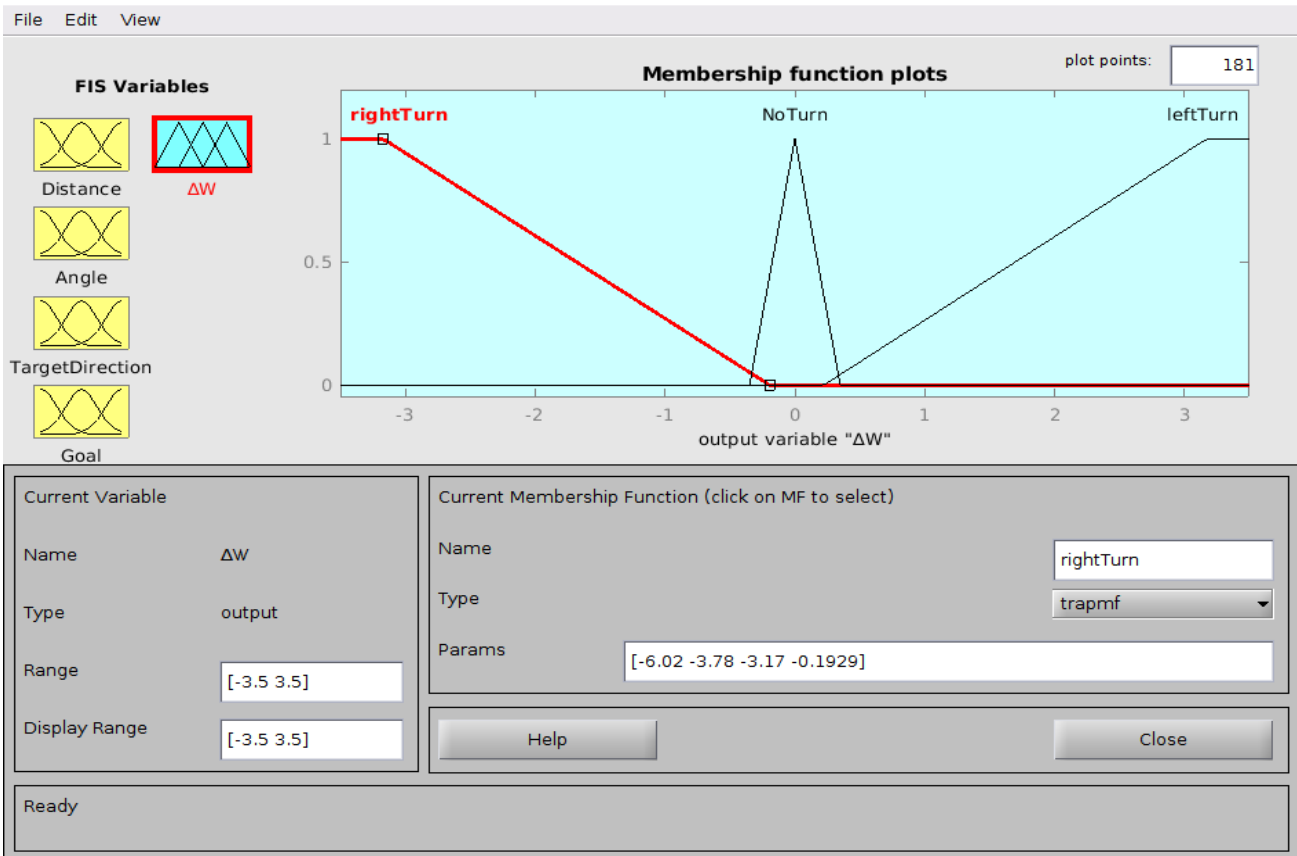 File Edit View
FIS Variables
Membership function plots
plot points: 181
Distance
ΔW
Angle
TargetDirection
Goal
rightTurn NoTurn leftTurn
1
0.5
0
-3 -2 -1 0 1 2 3
output variable "ΔW"
Current Variable
Name ΔW
Type output
Range [-3.5 3.5]
Display Range [-3.5 3.5]
Current Membership Function (click on MF to select)
Name rightTurn
Type trapmf
Params [-6.02 -3.78 -3.17 -0.1929]
Help Close
Ready